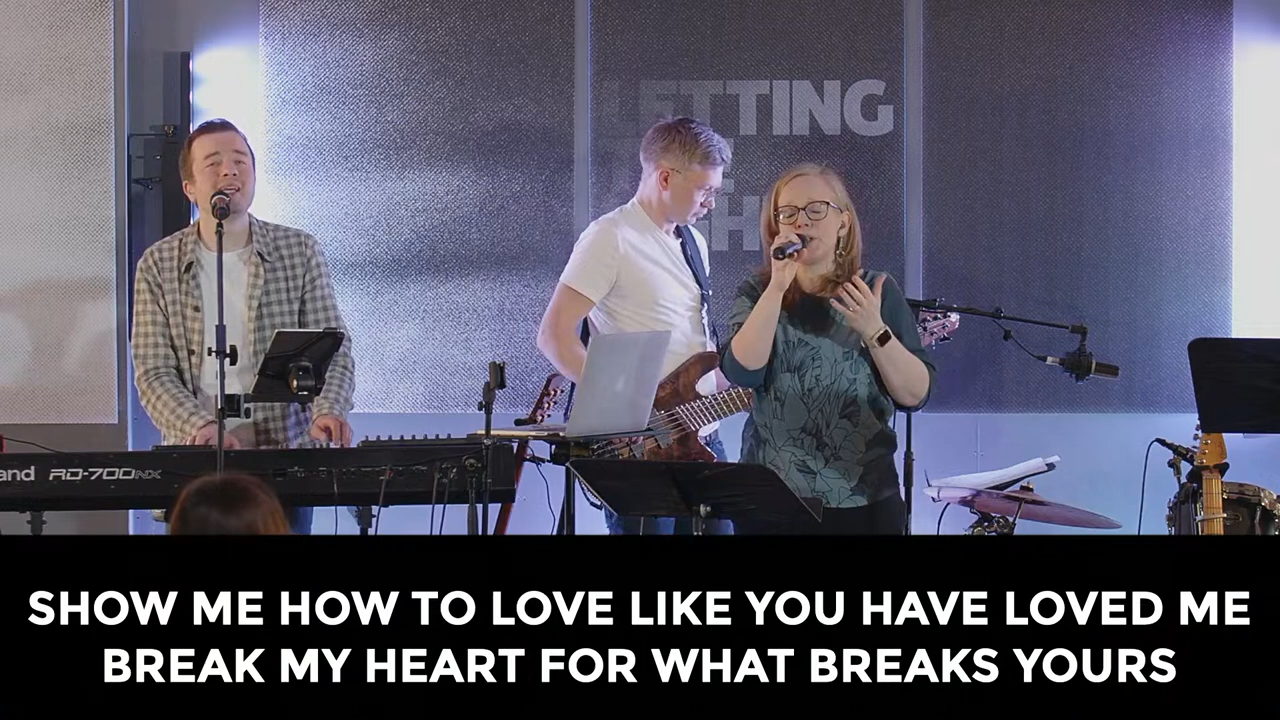 LETTING
RD-700NX
SHOW ME HOW TO LOVE LIKE YOU HAVE LOVED ME
BREAK MY HEART FOR WHAT BREAKS YOURS